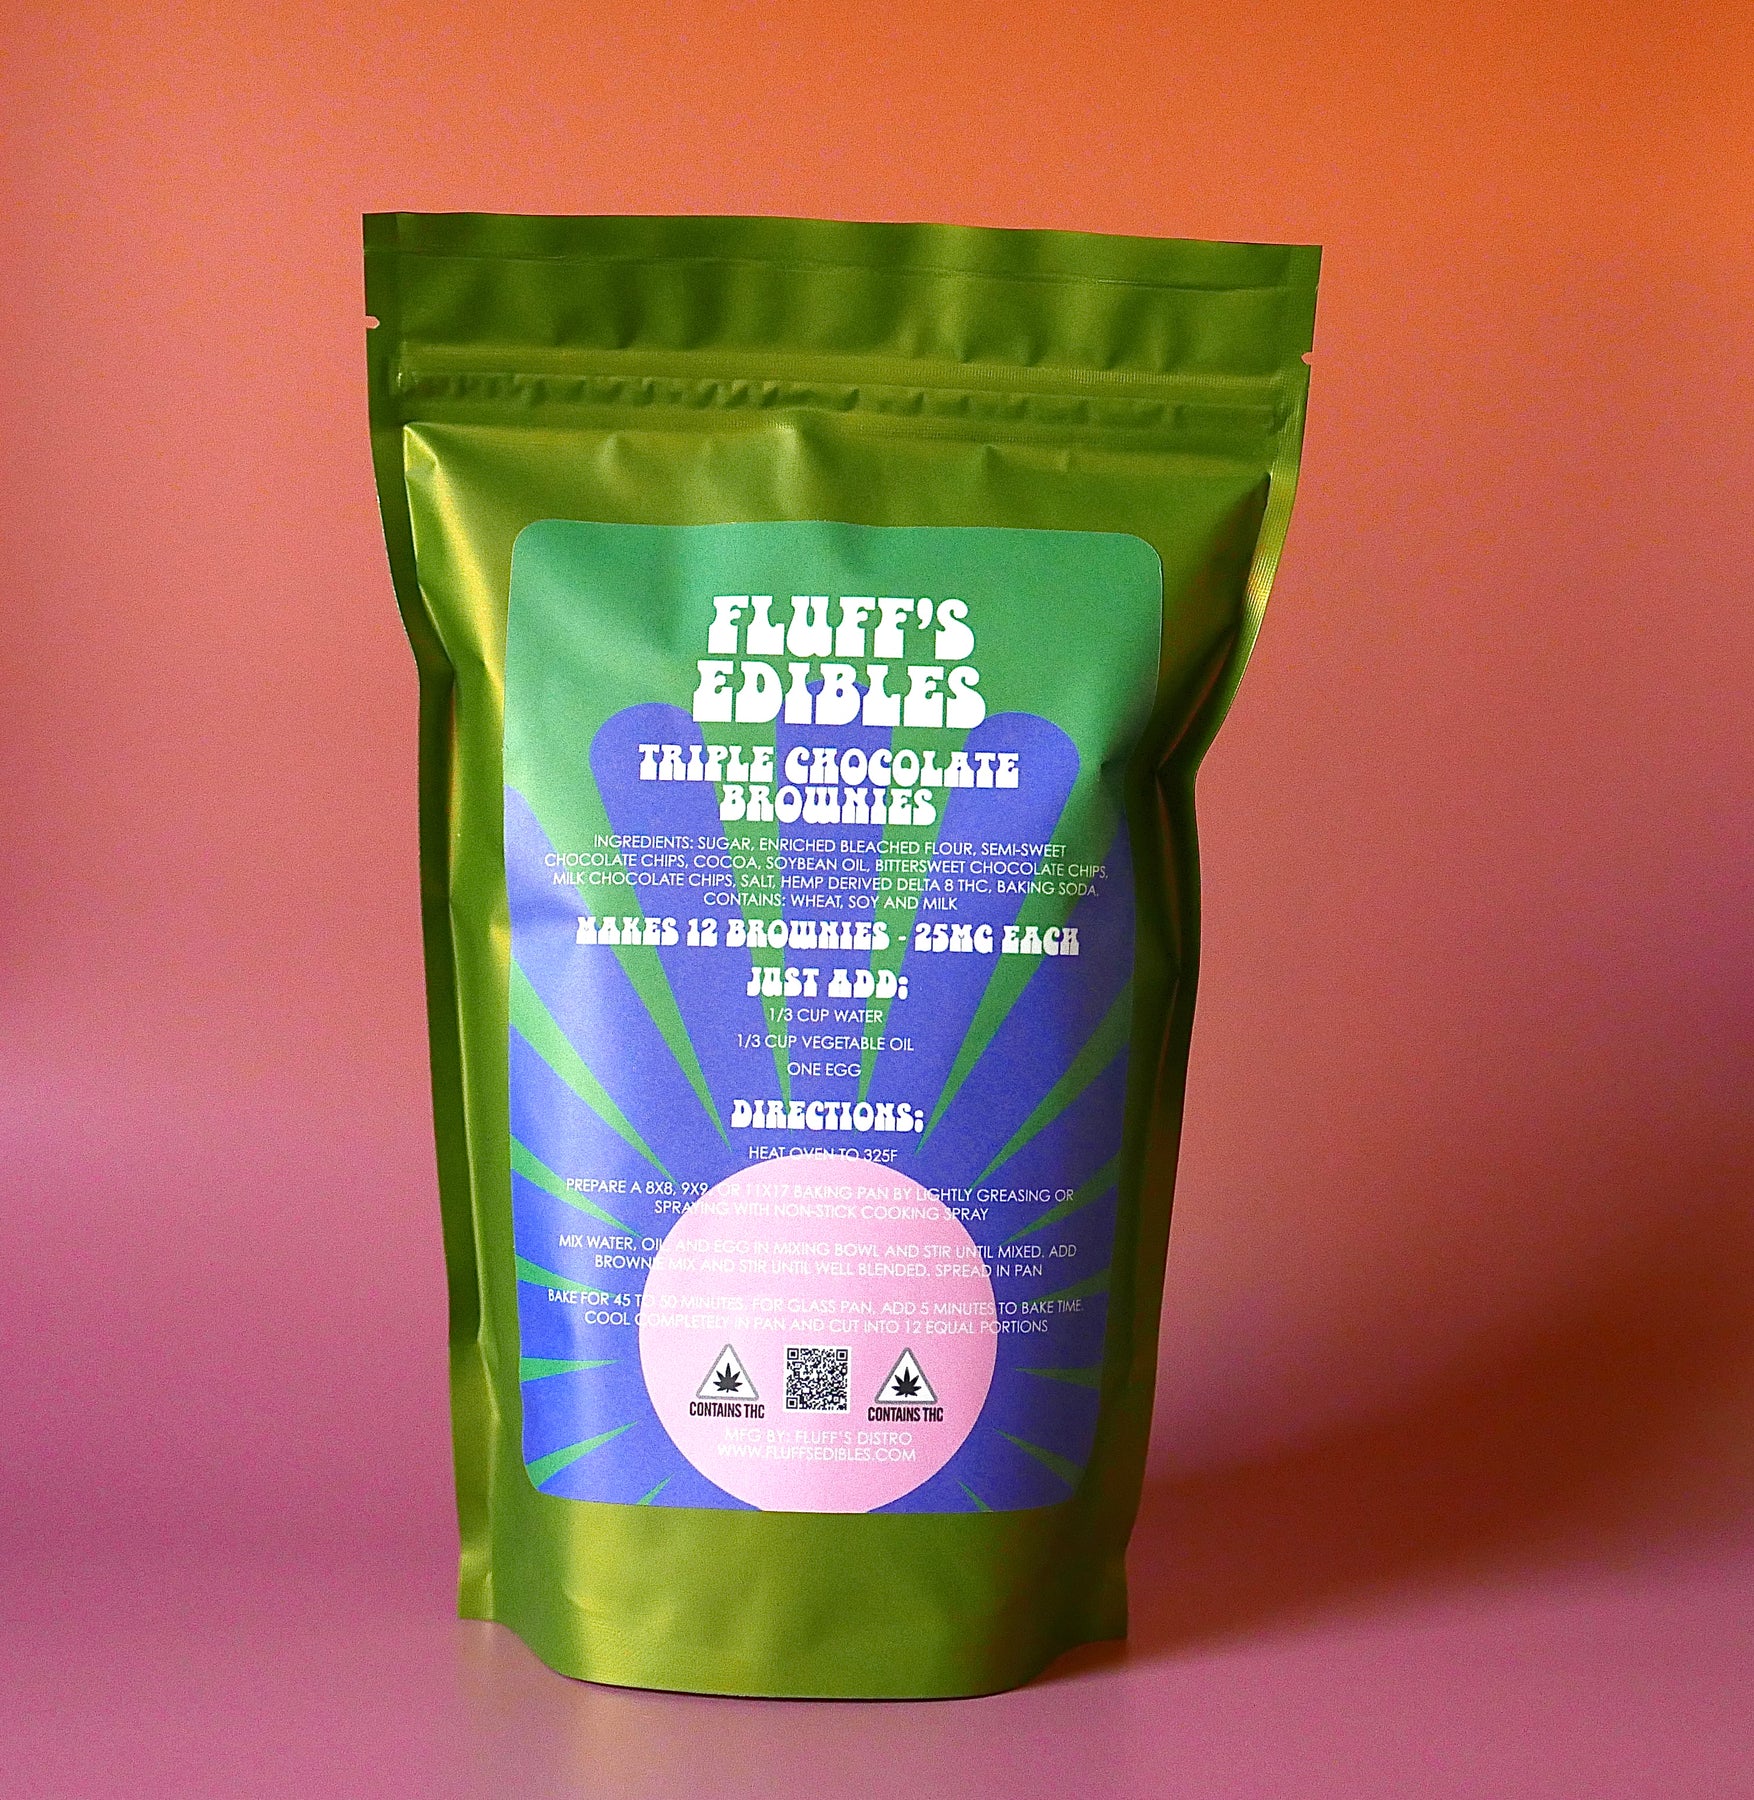 FLUFF'S
EDIBLES
TRIPLE CHOCOLATE
BROWNIES
INGREDIENTS: SUGAR, ENRICHED BLEACHED FLOUR, SEMI-SWEET
CHOCOLATE CHIPS, COCOA, SOYBEAN OIL, BITTERSWEET CHOCOLATE CHIPS,
MILK CHOCOLATE CHIPS, SALT, HEMP DERIVED DELTA 8 THC, BAKING SODA.
CONTAINS: WHEAT, SOY AND MILK
MAKES 12 BROWNIES - 25MG EACH
JUST ADD:
1/3 CUP WATER
1/3 CUP VEGETABLE OIL
ONE EGG
DIRECTIONS:
HEAT OVEN TO 325F
PREPARE A 8X8, 9X9, OR 11X17 BAKING PAN BY LIGHTLY GREASING OR
SPRAYING WITH NON-STICK COOKING SPRAY
MIX WATER, OIL, AND EGG IN MIXING BOWL AND STIR UNTIL MIXED. ADD
BROWNIE MIX AND STIR UNTIL WELL BLENDED. SPREAD IN PAN
BAKE FOR 45 TO 50 MINUTES. FOR GLASS PAN, ADD 5 MINUTES TO BAKE TIME.
COOL COMPLETELY IN PAN AND CUT INTO 12 EQUAL PORTIONS
CONTAINS THC
CONTAINS THC
MFG BY: FLUFF'S DISTRO
WWW.FLUFFSEDIBLES.COM